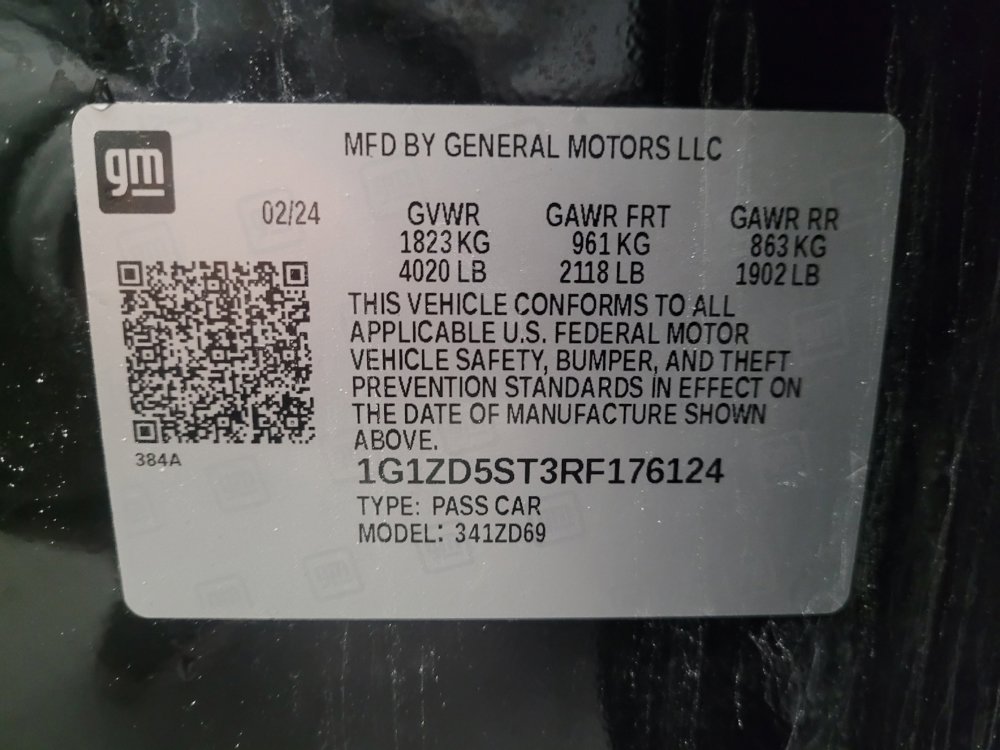 gm
MFD BY GENERAL MOTORS LLC
02/24 GVWR GAWR FRT GAWR RR
1823 KG 961 KG 863 KG
4020 LB 2118 LB 1902 LB
THIS VEHICLE CONFORMS TO ALL
APPLICABLE U.S. FEDERAL MOTOR
VEHICLE SAFETY, BUMPER, AND THEFT
PREVENTION STANDARDS IN EFFECT ON
THE DATE OF MANUFACTURE SHOWN
ABOVE.
384A
1G1ZD5ST3RF176124
TYPE: PASS CAR
MODEL: 341ZD69